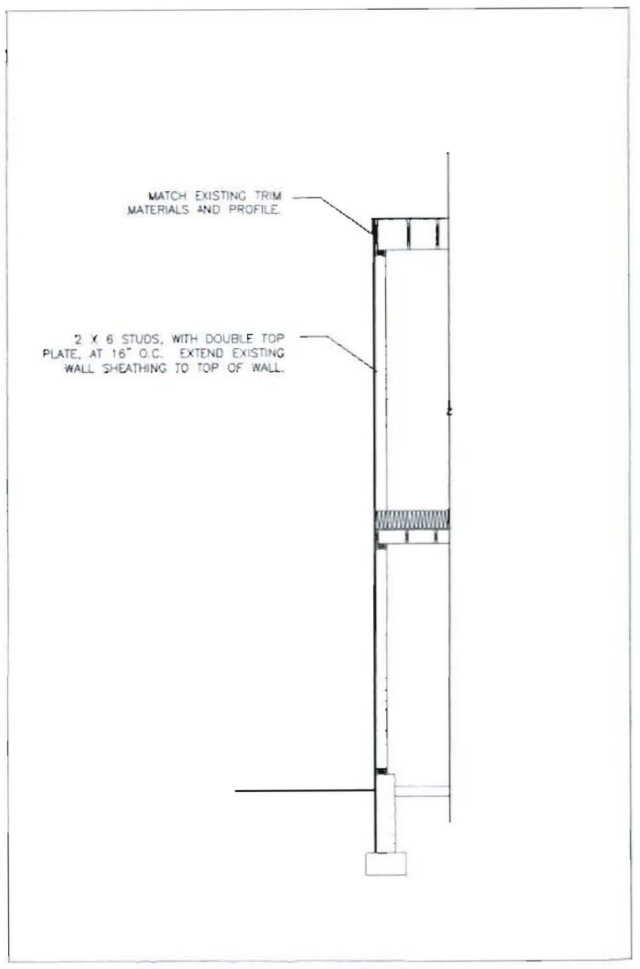 MATCH EXISTING TRIM
MATERIALS AND PROFILE.
2 X 6 STUDS, WITH DOUBLE TOP
PLATE, AT 16" O.C. EXTEND EXISTING
WALL SHEATHING TO TOP OF WALL.